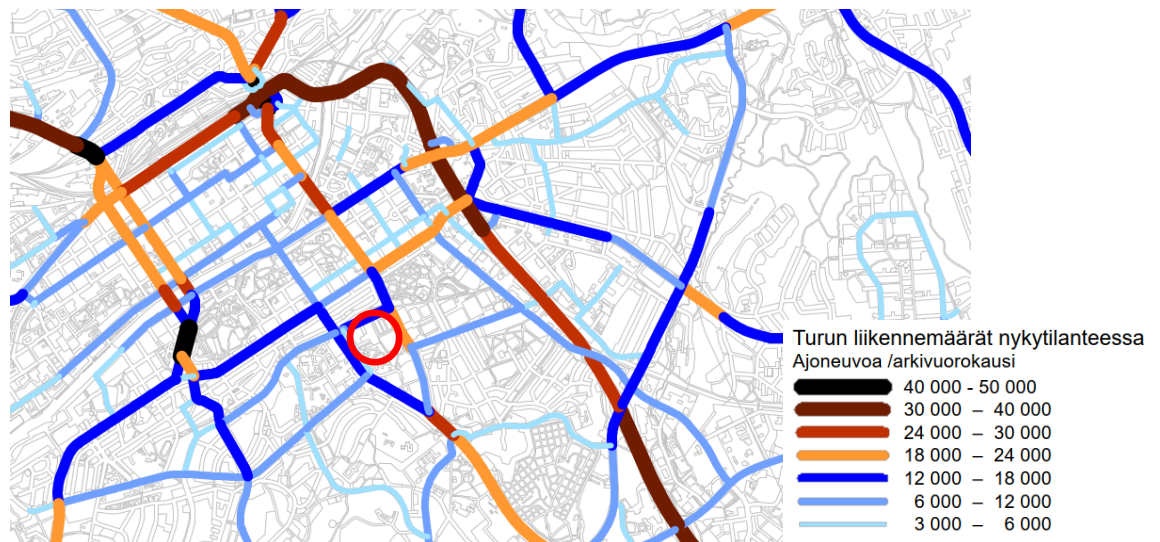 Turun liikennemäärät nykytilanteessa
Ajoneuvoa /arkivuorokausi
40 000 - 50 000
30 000 – 40 000
24 000 – 30 000
18 000 – 24 000
12 000 – 18 000
6 000 – 12 000
3 000 – 6 000